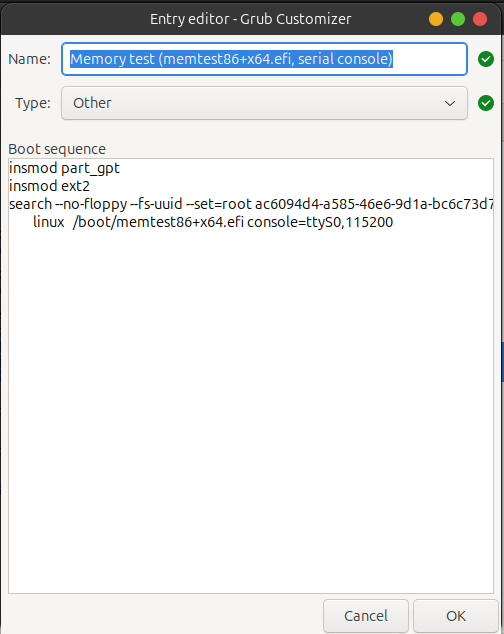 Entry editor - Grub Customizer
Name: Memory test (memtest86+x64.efi, serial console)
Type: Other
Boot sequence
insmod part_gpt
insmod ext2
search --no-floppy --fs-uuid --set=root ac6094d4-a585-46e6-9d1a-bc6c73d7
linux /boot/memtest86+x64.efi console=ttyS0,115200
Cancel OK